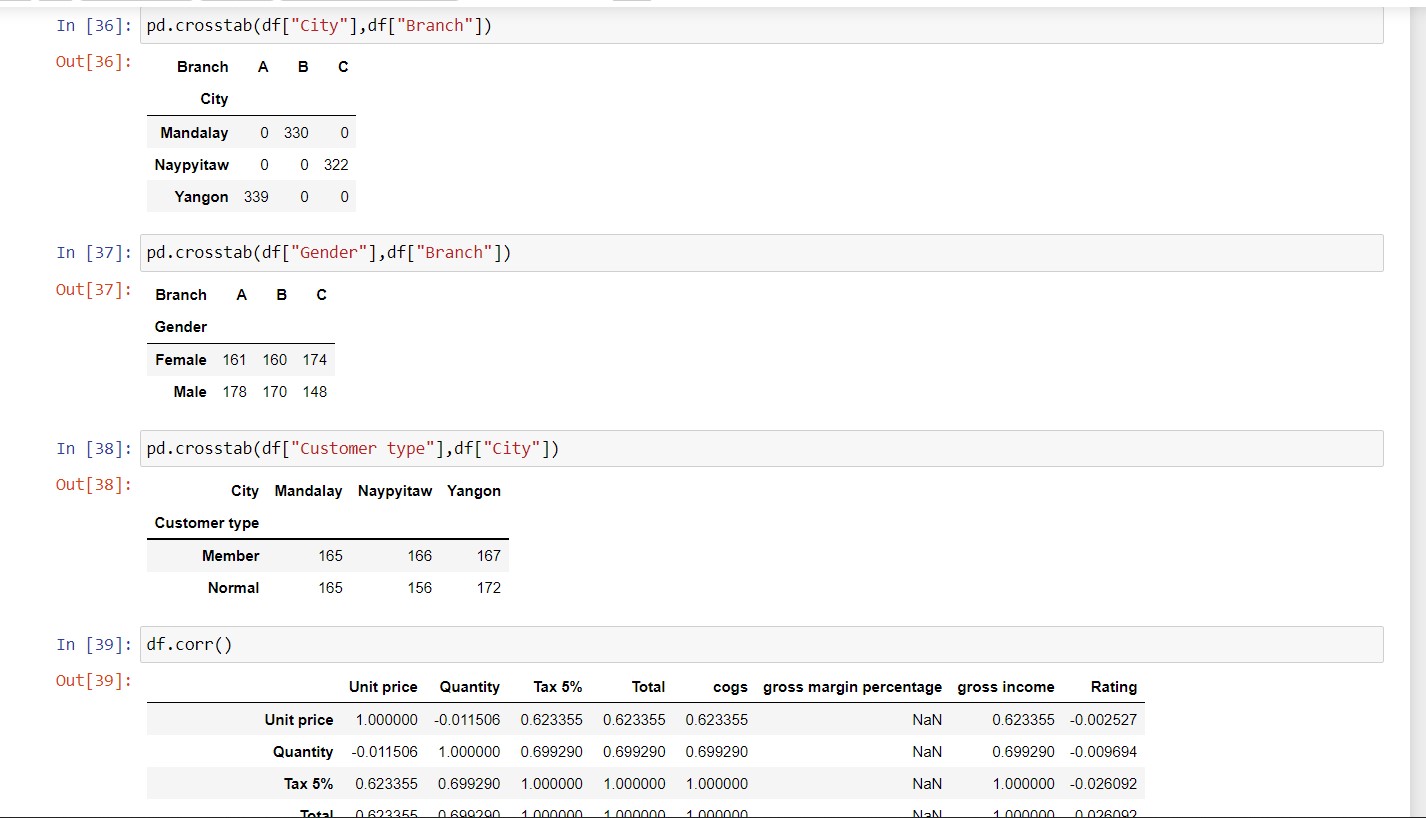 In [36]: pd.crosstab(df["City"],df["Branch"])
Out[36]:
Branch A B C
City
Mandalay 0 330 0
Naypyitaw 0 0 322
Yangon 339 0 0
In [37]: pd.crosstab(df["Gender"],df["Branch"])
Out[37]:
Branch A B C
Gender
Female 161 160 174
Male 178 170 148
In [38]: pd.crosstab(df["Customer type"],df["City"])
Out[38]:
City Mandalay Naypyitaw Yangon
Customer type
Member 165 166 167
Normal 165 156 172
In [39]: df.corr()
Out[39]:
Unit price Quantity Tax 5% Total cogs gross margin percentage gross income Rating
Unit price 1.000000 -0.011506 0.623355 0.623355 0.623355 NaN 0.623355 -0.002527
Quantity -0.011506 1.000000 0.699290 0.699290 0.699290 NaN 0.699290 -0.009694
Tax 5% 0.623355 0.699290 1.000000 1.000000 1.000000 NaN 1.000000 -0.026092
Total 0.623355 0.699290 1.000000 1.000000 1.000000 NaN 1.000000 -0.026092